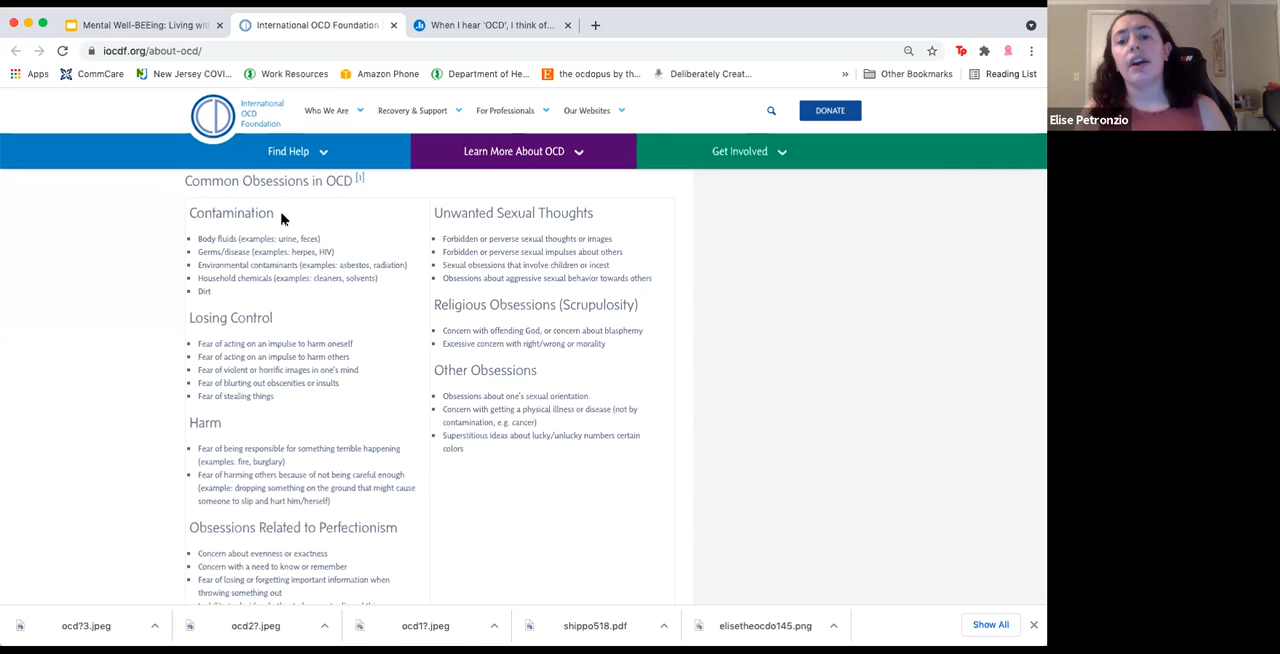 Mental Well-BEEing: Living wit
International OCD Foundation
When I hear 'OCD', I think of...
iocdf.org/about-ocd/
Apps
CommCare
New Jersey COVI...
Work Resources
Amazon Phone
Department of He...
the ocdopus by th...
Deliberately Creat...
»
Other Bookmarks
Reading List
International
OCD
Foundation
Who We Are
Recovery & Support
For Professionals
Our Websites
DONATE
Find Help
Learn More About OCD
Get Involved
Common Obsessions in OCD [1]
Contamination
Body fluids (examples: urine, feces)
Germs/disease (examples: herpes, HIV)
Environmental contaminants (examples: asbestos, radiation)
Household chemicals (examples: cleaners, solvents)
Dirt
Losing Control
Fear of acting on an impulse to harm oneself
Fear of acting on an impulse to harm others
Fear of violent or horrific images in one's mind
Fear of blurting out obscenities or insults
Fear of stealing things
Harm
Fear of being responsible for something terrible happening
(examples: fire, burglary)
Fear of harming others because of not being careful enough
(example: dropping something on the ground that might cause
someone to slip and hurt him/herself)
Obsessions Related to Perfectionism
Concern about evenness or exactness
Concern with a need to know or remember
Fear of losing or forgetting important information when
throwing something out
Unwanted Sexual Thoughts
Forbidden or perverse sexual thoughts or images
Forbidden or perverse sexual impulses about others
Sexual obsessions that involve children or incest
Obsessions about aggressive sexual behavior towards others
Religious Obsessions (Scrupulosity)
Concern with offending God, or concern about blasphemy
Excessive concern with right/wrong or morality
Other Obsessions
Obsessions about one's sexual orientation.
Concern with getting a physical illness or disease (not by
contamination, e.g. cancer)
Superstitious ideas about lucky/unlucky numbers certain
colors
ocd?3.jpeg
ocd2?.jpeg
ocd1?.jpeg
shippo518.pdf
elisetheocdo145.png
Show All
Elise Petronzio